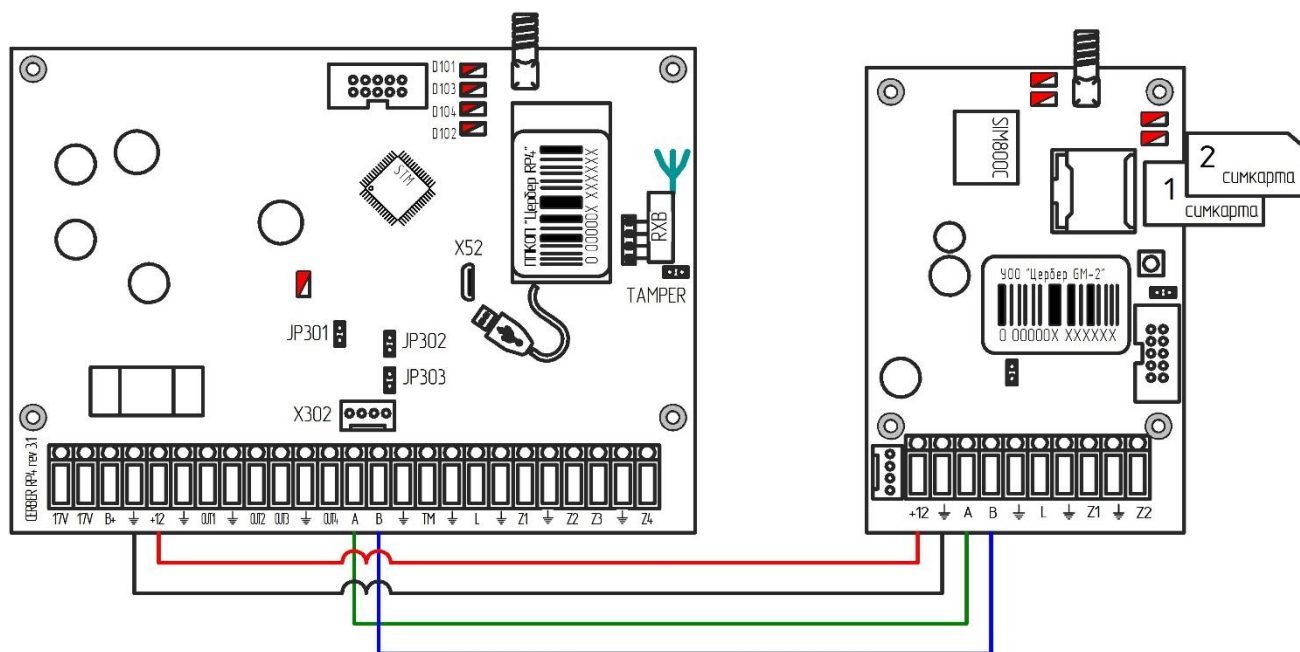 D101
D103
D104
D102
STM
ППКОП "Цербер RP4"
0 00000X XXXXXX
RXB
X52
TAMPER
JP301
JP302
JP303
X302
CERBER RP4 rev 3.1
17V 17V B+ +12 OUT1 OUT2 OUT3 OUT4 A B TM L Z1 Z2 Z3 Z4
SIM800C
2
симкарта
1
симкарта
УОО "Цербер GM-2"
0 00000X XXXXXX
+12 A B L Z1 Z2